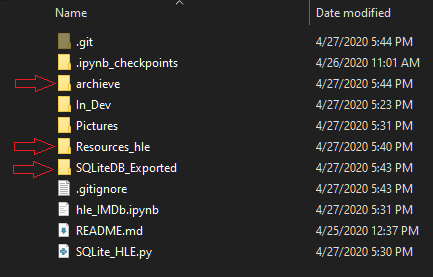 Name Date modified
.git 4/27/2020 5:44 PM
.ipynb_checkpoints 4/26/2020 11:01 AM
archieve 4/27/2020 5:44 PM
In_Dev 4/27/2020 5:23 PM
Pictures 4/27/2020 5:31 PM
Resources_hle 4/27/2020 5:40 PM
SQLiteDB_Exported 4/27/2020 5:43 PM
.gitignore 4/27/2020 5:43 PM
hle_IMDb.ipynb 4/27/2020 5:31 PM
README.md 4/25/2020 12:37 PM
SQLite_HLE.py 4/27/2020 5:30 PM